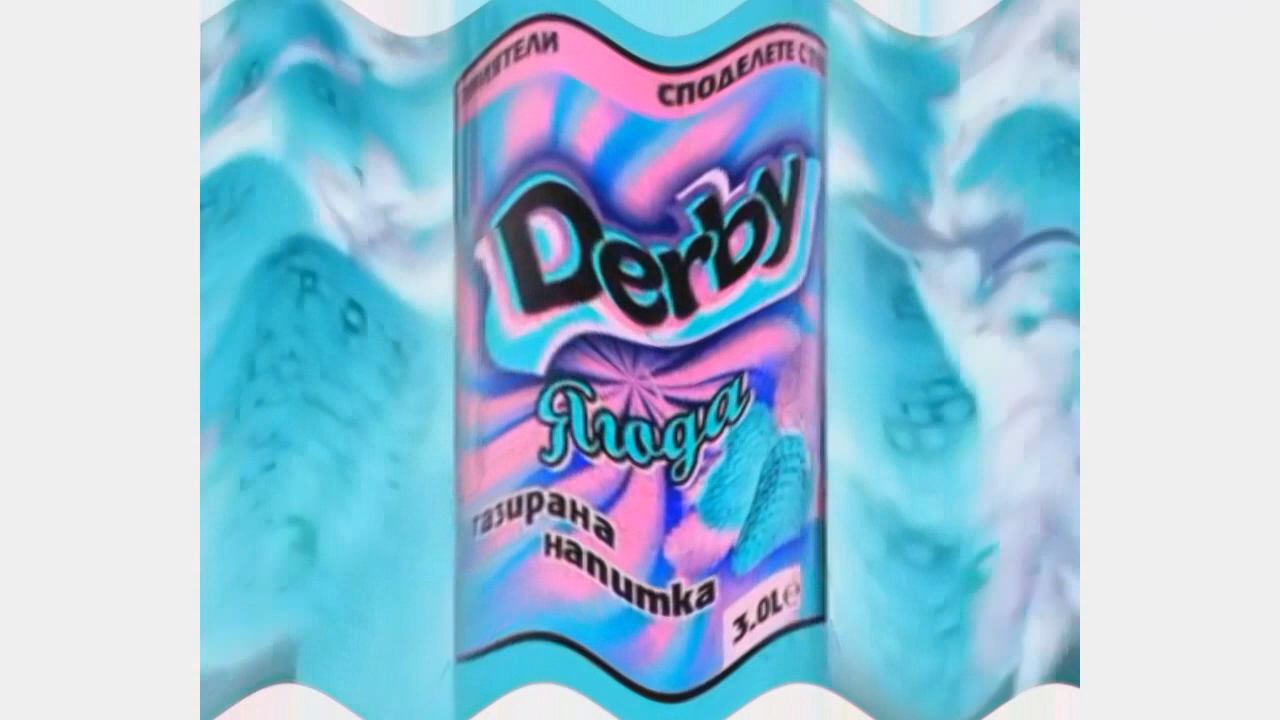 СПОДЕЛЕТЕ С
Derby
Ягода
газирана
напитка
3.0L℮